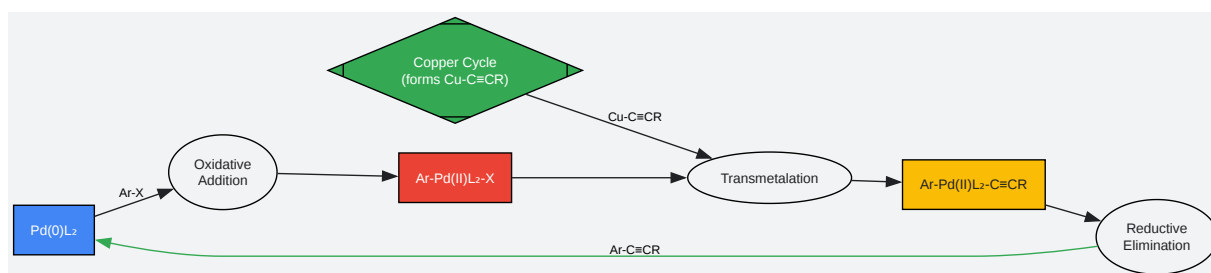 Copper Cycle
(forms Cu-C≡CR)
Cu-C≡CR
Oxidative
Addition
Ar-X
Pd(0)L₂
Ar-Pd(II)L₂-X
Transmetalation
Ar-Pd(II)L₂-C≡CR
Reductive
Elimination
Ar-C≡CR